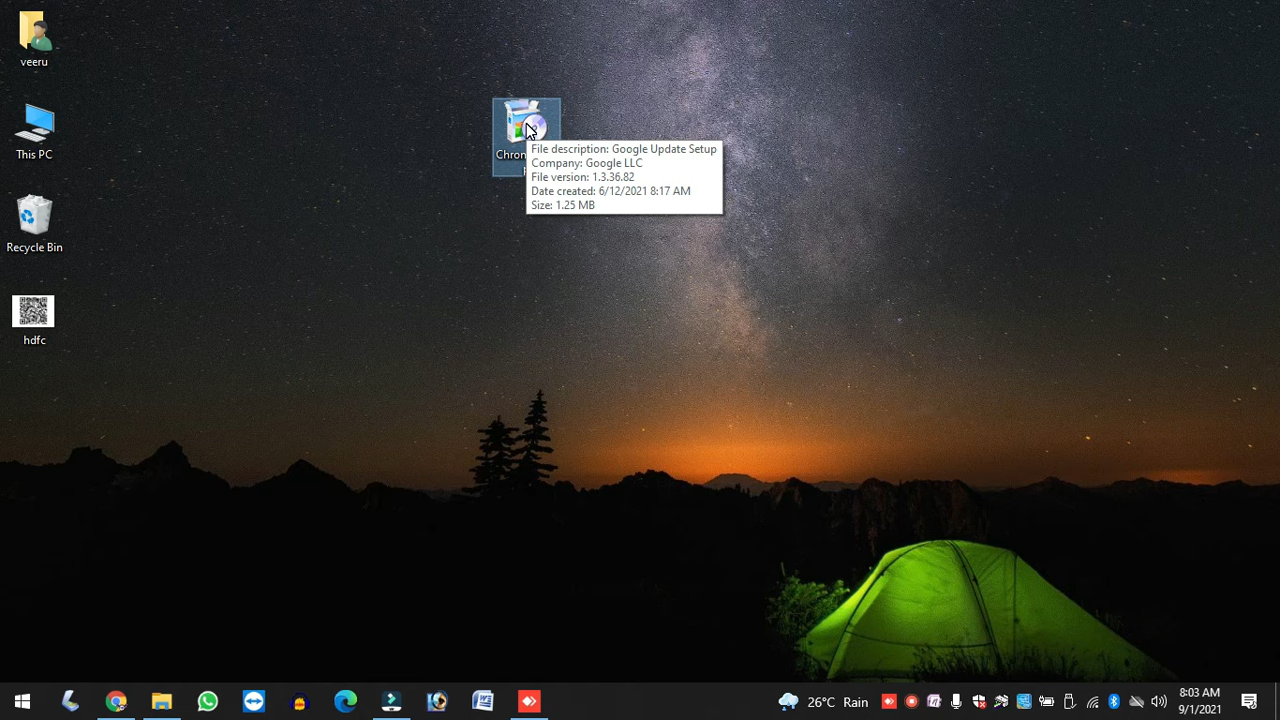 veeru
This PC
Recycle Bin
hdfc
Chro
File description: Google Update Setup
Company: Google LLC
File version: 1.3.36.82
Date created: 6/12/2021 8:17 AM
Size: 1.25 MB
26°C Rain
8:03 AM
9/1/2021